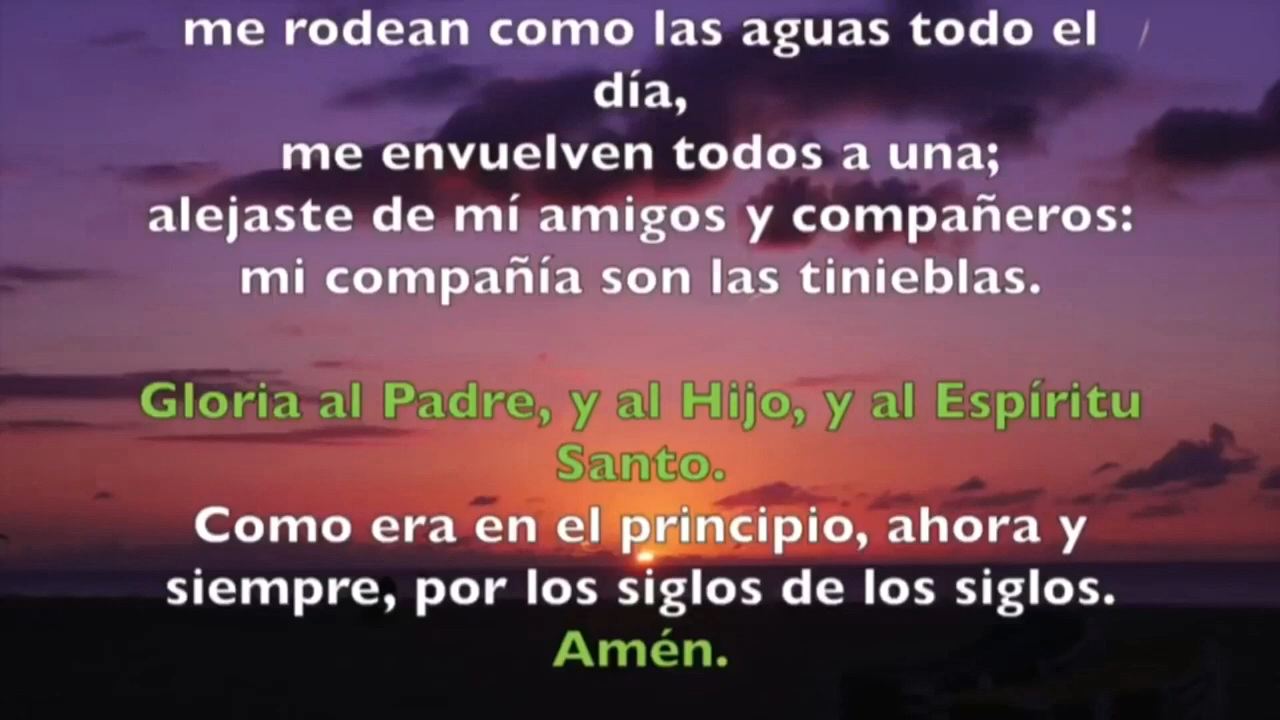 me rodean como las aguas todo el
día,
me envuelven todos a una;
alejaste de mí amigos y compañeros:
mi compañía son las tinieblas.
Gloria al Padre, y al Hijo, y al Espíritu
Santo.
Como era en el principio, ahora y
siempre, por los siglos de los siglos.
Amén.